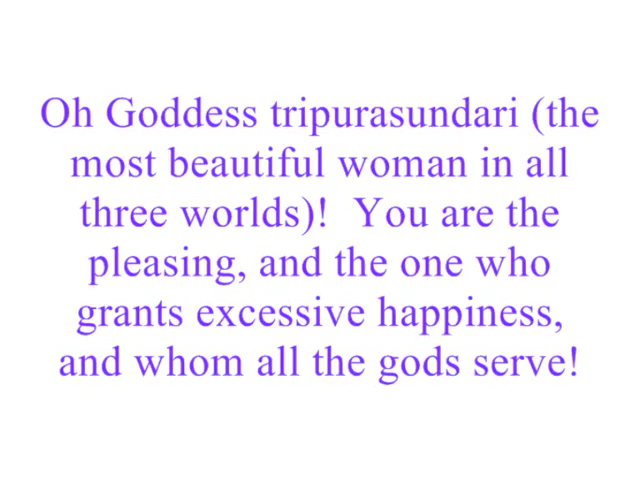 Oh Goddess tripurasundari (the
most beautiful woman in all
three worlds)!  You are the
pleasing, and the one who
grants excessive happiness,
and whom all the gods serve!